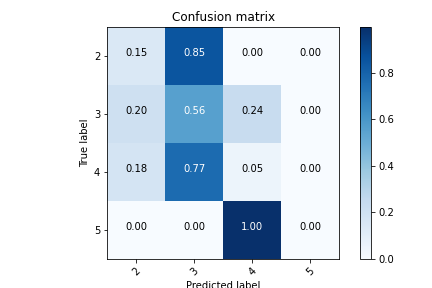 Confusion matrix
2 0.15 0.85 0.00 0.00
3 0.20 0.56 0.24 0.00
4 0.18 0.77 0.05 0.00
5 0.00 0.00 1.00 0.00
2 3 4 5
True label
Predicted label
0.8
0.6
0.4
0.2
0.0